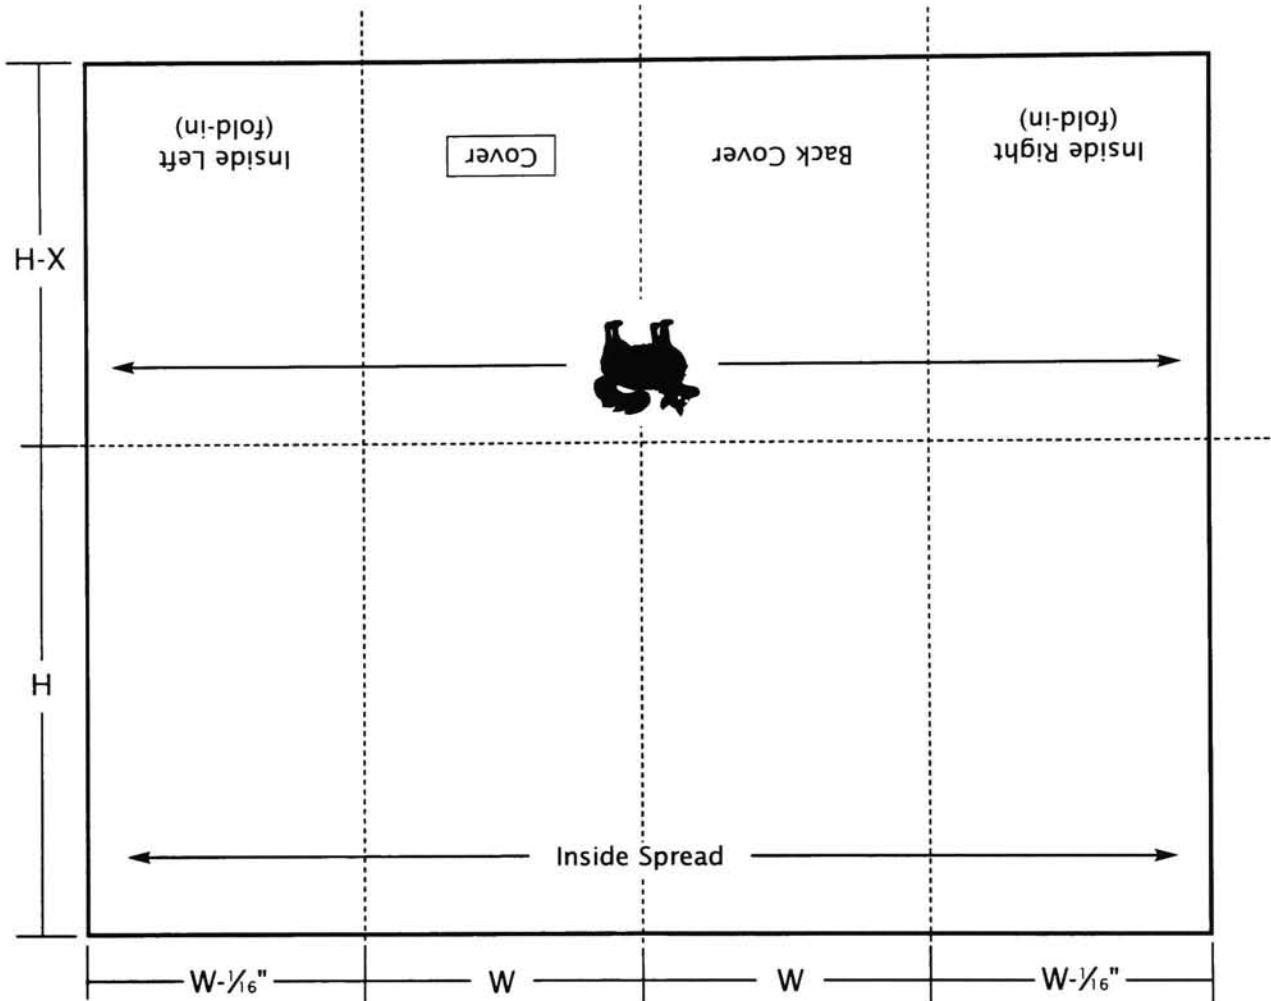 Inside Left
(fold-in)
Cover
Back Cover
Inside Right
(fold-in)
H-X
H
Inside Spread
W-1⁄16"
W
W
W-1⁄16"